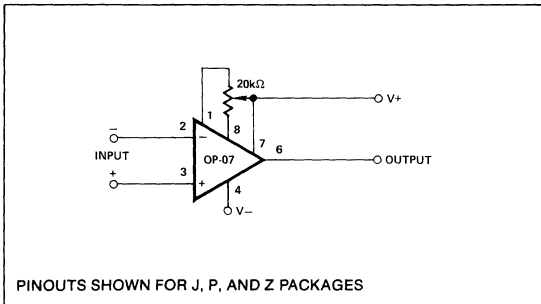 20kΩ
V+
1
8
2
−
−
7
6
INPUT
OP-07
OUTPUT
+
3
+
4
V−
PINOUTS SHOWN FOR J, P, AND Z PACKAGES